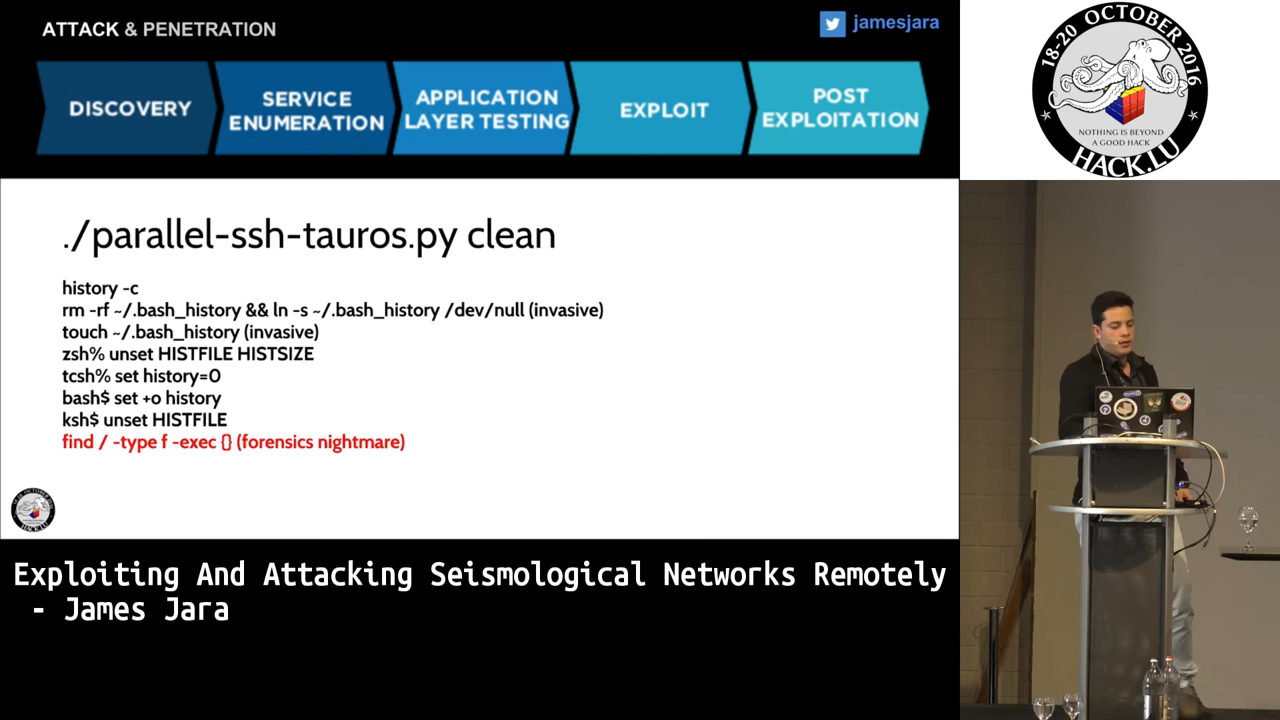 ATTACK & PENETRATION
jamesjara
DISCOVERY
SERVICE
ENUMERATION
APPLICATION
LAYER TESTING
EXPLOIT
POST
EXPLOITATION
18-20 OCTOBER 2016
NOTHING IS BEYOND
A GOOD HACK
HACK.LU
./parallel-ssh-tauros.py clean
history -c
rm -rf ~/.bash_history && ln -s ~/.bash_history /dev/null (invasive)
touch ~/.bash_history (invasive)
zsh% unset HISTFILE HISTSIZE
tcsh% set history=0
bash$ set +o history
ksh$ unset HISTFILE
find / -type f -exec {} (forensics nightmare)
HACK.LU
Exploiting And Attacking Seismological Networks Remotely
- James Jara